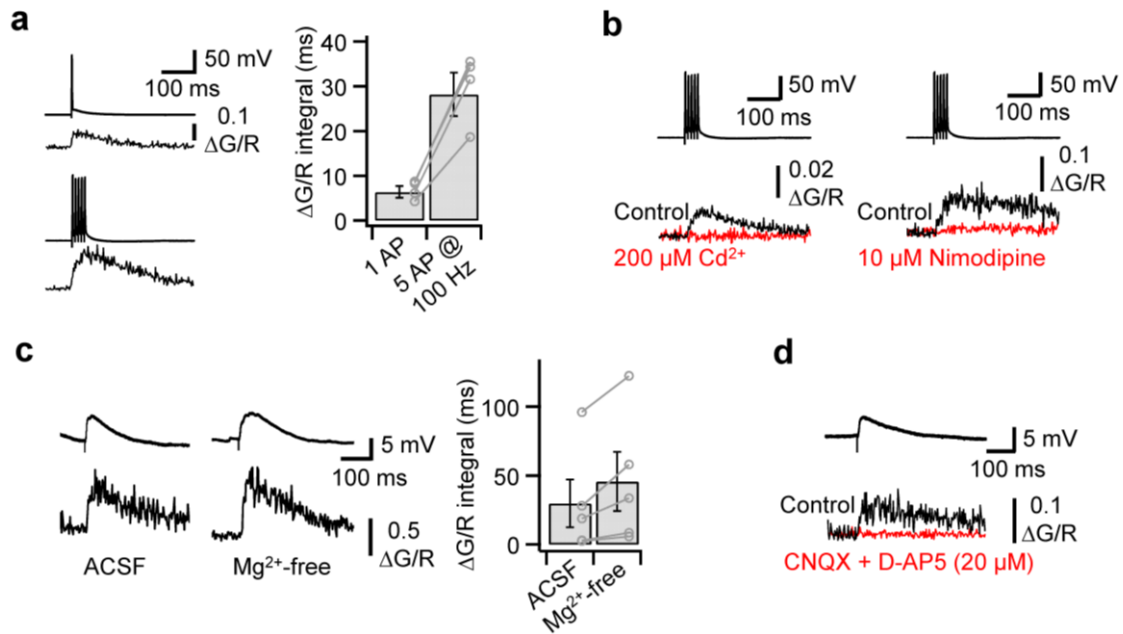 a
50 mV
100 ms
0.1
ΔG/R
ΔG/R integral (ms)
40
30
20
10
0
1 AP
5 AP @
100 Hz
b
50 mV
100 ms
0.02
ΔG/R
Control
200 µM Cd²⁺
50 mV
100 ms
0.1
ΔG/R
Control
10 µM Nimodipine
c
5 mV
100 ms
0.5
ΔG/R
ACSF
Mg²⁺-free
ΔG/R integral (ms)
100
50
0
ACSF
Mg²⁺-free
d
5 mV
100 ms
Control
0.1
ΔG/R
CNQX + D-AP5 (20 µM)